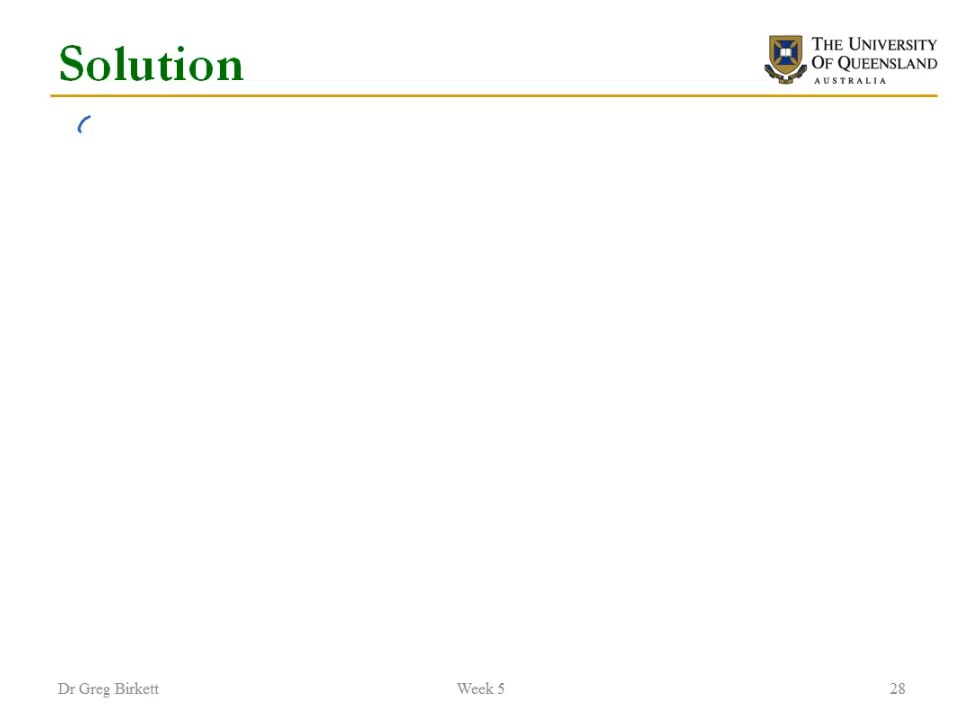 Solution
THE UNIVERSITY
OF QUEENSLAND
AUSTRALIA
Dr Greg Birkett
Week 5
28